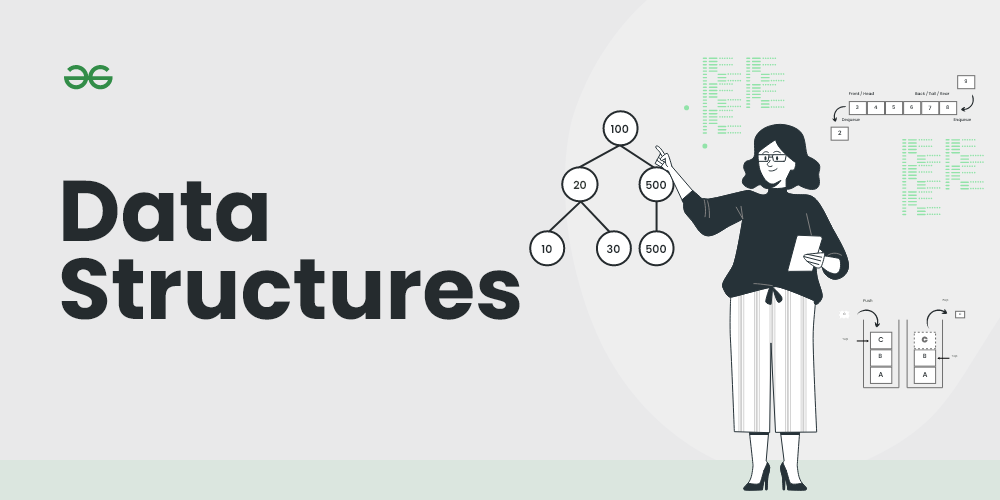 Data
Structures
100
20
500
10
30
500
0
Front / Head
Back / Tail / Rear
3 4 5 6 7 8
Dequeue
Enqueue
2
PUSH
C
B
A
C
B
A